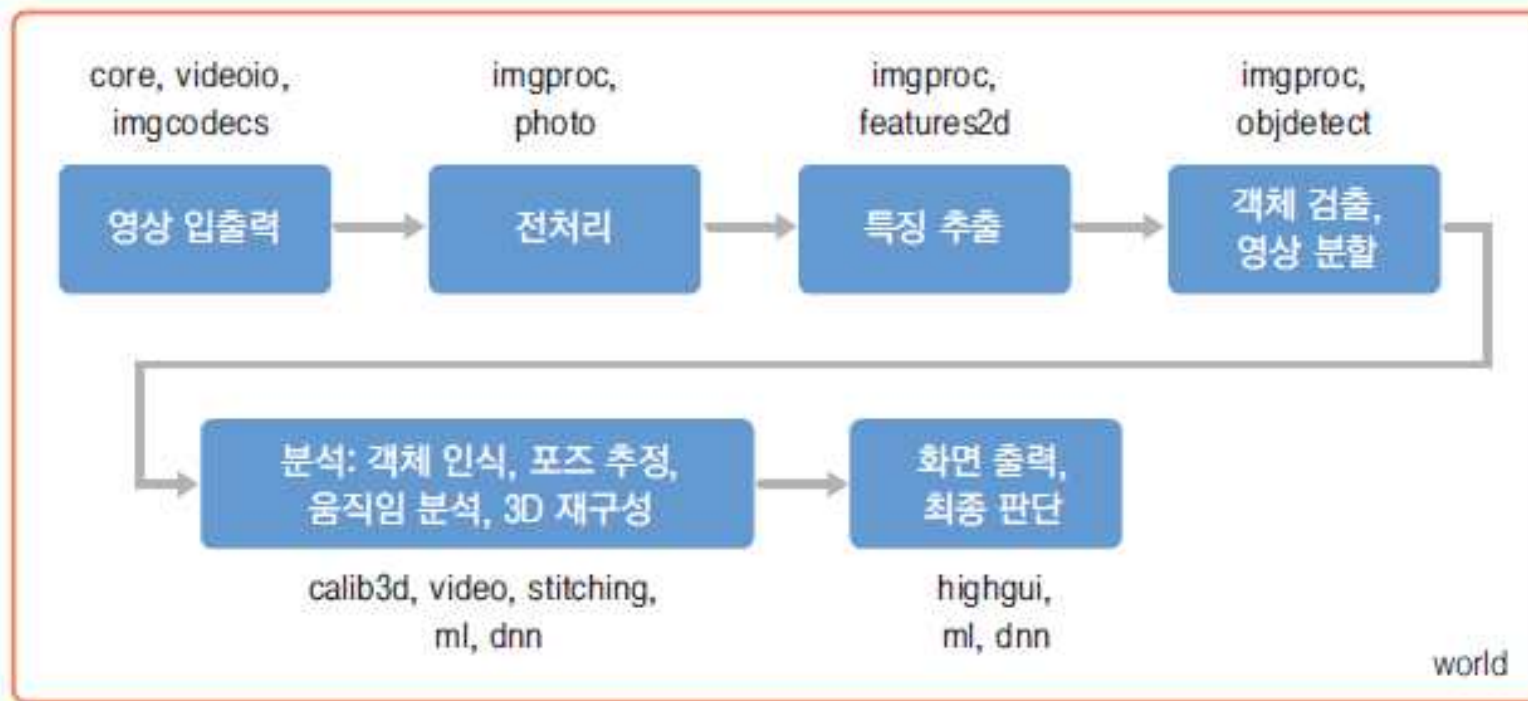 core, videoio,
imgcodecs
imgproc,
photo
imgproc,
features2d
imgproc,
objdetect
영상 입출력
전처리
특징 추출
객체 검출,
영상 분할
분석: 객체 인식, 포즈 추정,
움직임 분석, 3D 재구성
화면 출력,
최종 판단
calib3d, video, stitching,
ml, dnn
highgui,
ml, dnn
world